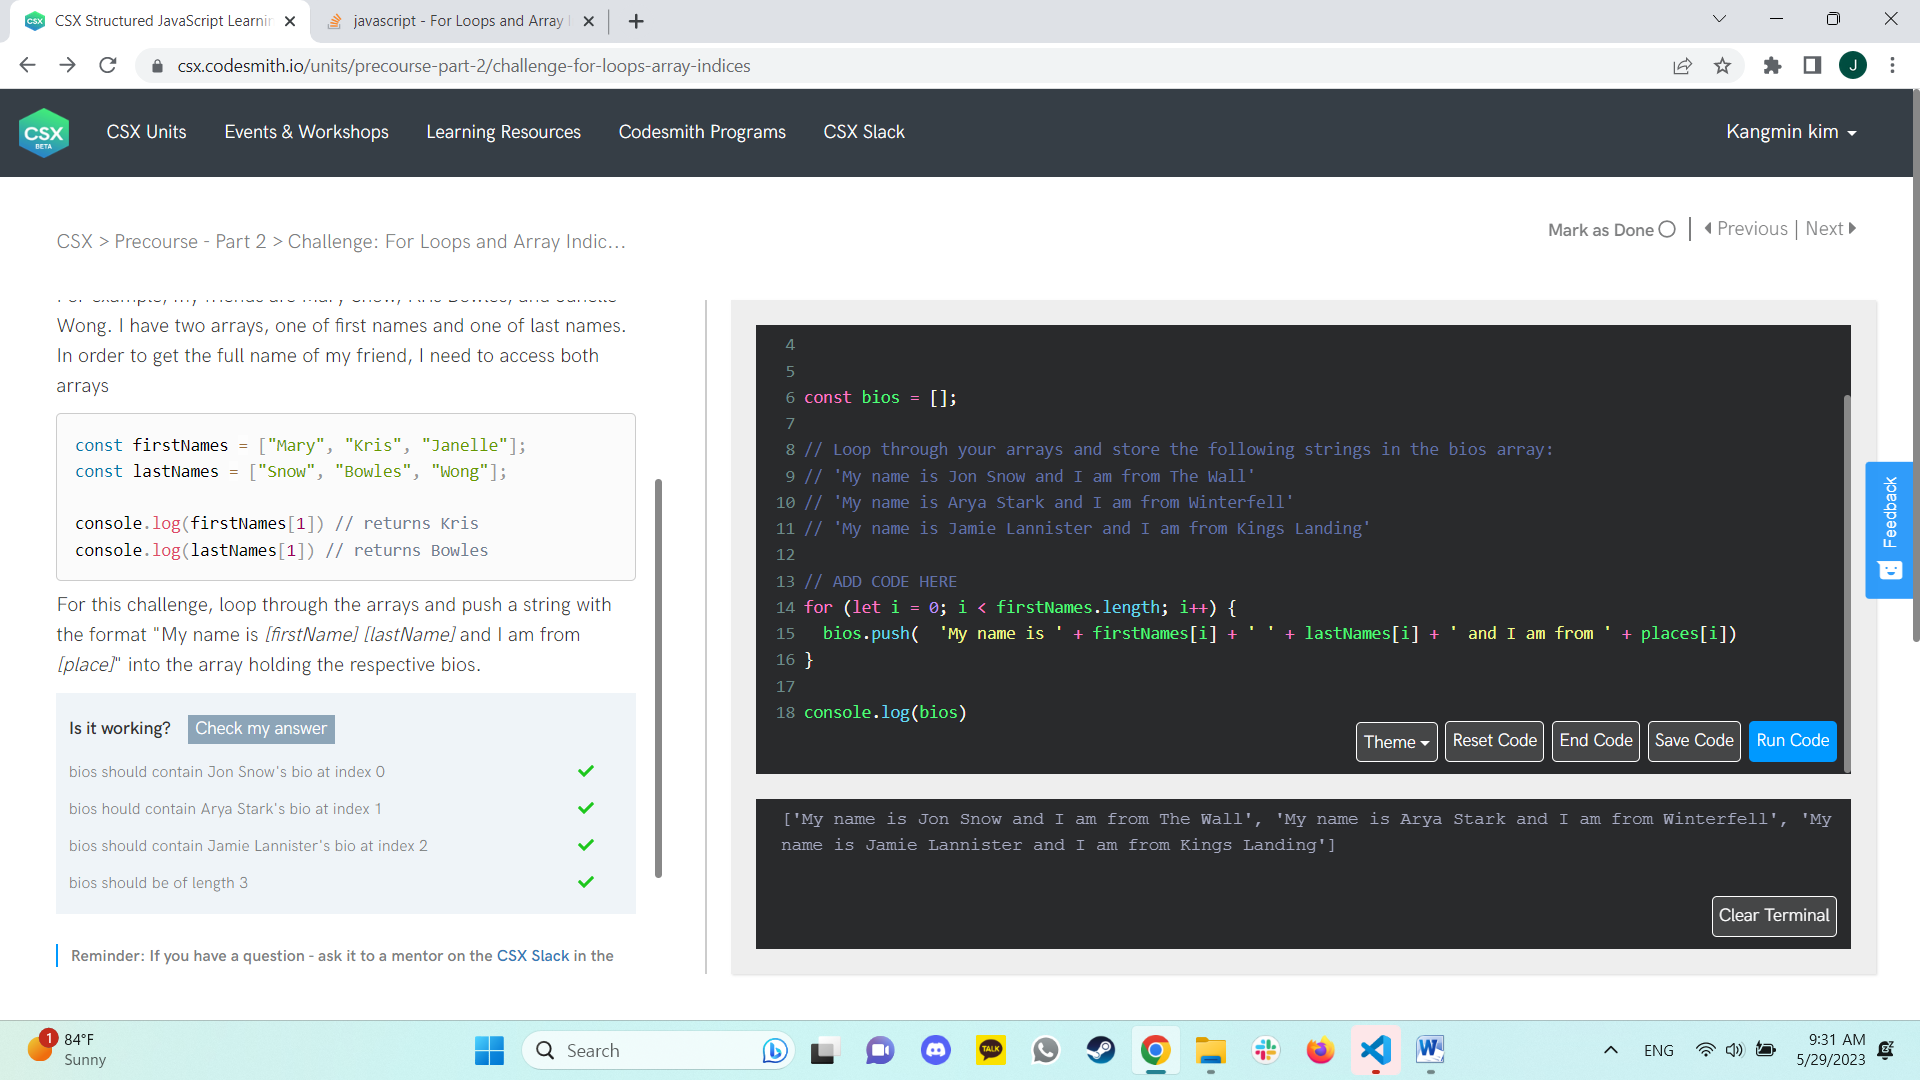 CSX Structured JavaScript Learnin
javascript - For Loops and Array
csx.codesmith.io/units/precourse-part-2/challenge-for-loops-array-indices
J
CSX
BETA
CSX Units
Events & Workshops
Learning Resources
Codesmith Programs
CSX Slack
Kangmin kim
CSX > Precourse - Part 2 > Challenge: For Loops and Array Indic...
Mark as Done
Previous | Next
For example, my friends are Mary Snow, Kris Bowles, and Janelle
Wong. I have two arrays, one of first names and one of last names.
In order to get the full name of my friend, I need to access both
arrays
const firstNames = ["Mary", "Kris", "Janelle"];
const lastNames = ["Snow", "Bowles", "Wong"];
console.log(firstNames[1]) // returns Kris
console.log(lastNames[1]) // returns Bowles
For this challenge, loop through the arrays and push a string with
the format "My name is [firstName] [lastName] and I am from
[place]" into the array holding the respective bios.
Is it working?
Check my answer
bios should contain Jon Snow's bio at index 0
bios hould contain Arya Stark's bio at index 1
bios should contain Jamie Lannister's bio at index 2
bios should be of length 3
Reminder: If you have a question - ask it to a mentor on the CSX Slack in the
4
5
6 const bios = [];
7
8 // Loop through your arrays and store the following strings in the bios array:
9 // 'My name is Jon Snow and I am from The Wall'
10 // 'My name is Arya Stark and I am from Winterfell'
11 // 'My name is Jamie Lannister and I am from Kings Landing'
12
13 // ADD CODE HERE
14 for (let i = 0; i < firstNames.length; i++) {
15 bios.push( 'My name is ' + firstNames[i] + ' ' + lastNames[i] + ' and I am from ' + places[i])
16 }
17
18 console.log(bios)
Theme
Reset Code
End Code
Save Code
Run Code
['My name is Jon Snow and I am from The Wall', 'My name is Arya Stark and I am from Winterfell', 'My
name is Jamie Lannister and I am from Kings Landing']
Clear Terminal
Feedback
1
84°F
Sunny
Search
TALK
ENG
9:31 AM
5/29/2023